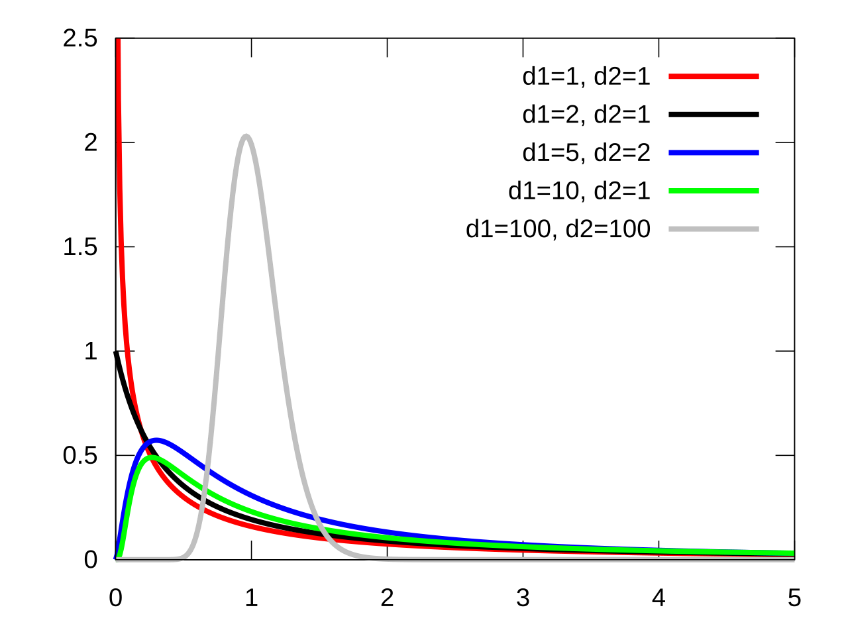 2.5
2
1.5
1
0.5
0
0
1
2
3
4
5
d1=1, d2=1
d1=2, d2=1
d1=5, d2=2
d1=10, d2=1
d1=100, d2=100